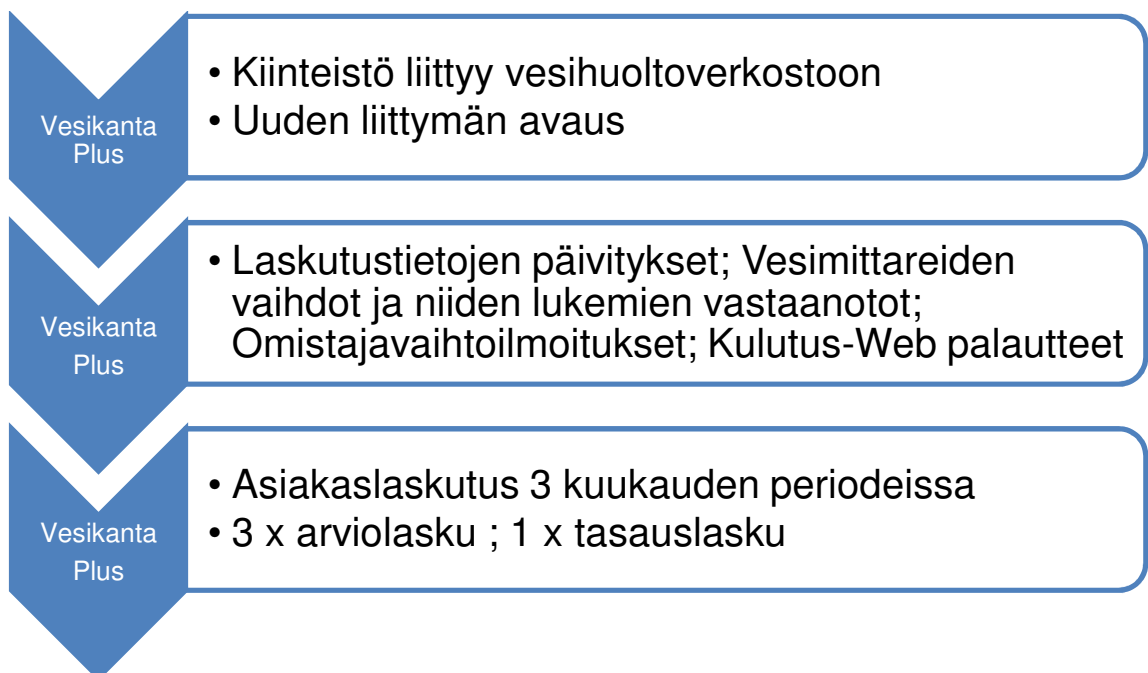 Vesikanta
Plus
• Kiinteistö liittyy vesihuoltoverkostoon
• Uuden liittymän avaus
Vesikanta
Plus
• Laskutustietojen päivitykset; Vesimittareiden
vaihdot ja niiden lukemien vastaanotot;
Omistajavaihtoilmoitukset; Kulutus-Web palautteet
Vesikanta
Plus
• Asiakaslaskutus 3 kuukauden periodeissa
• 3 x arviolasku ; 1 x tasauslasku